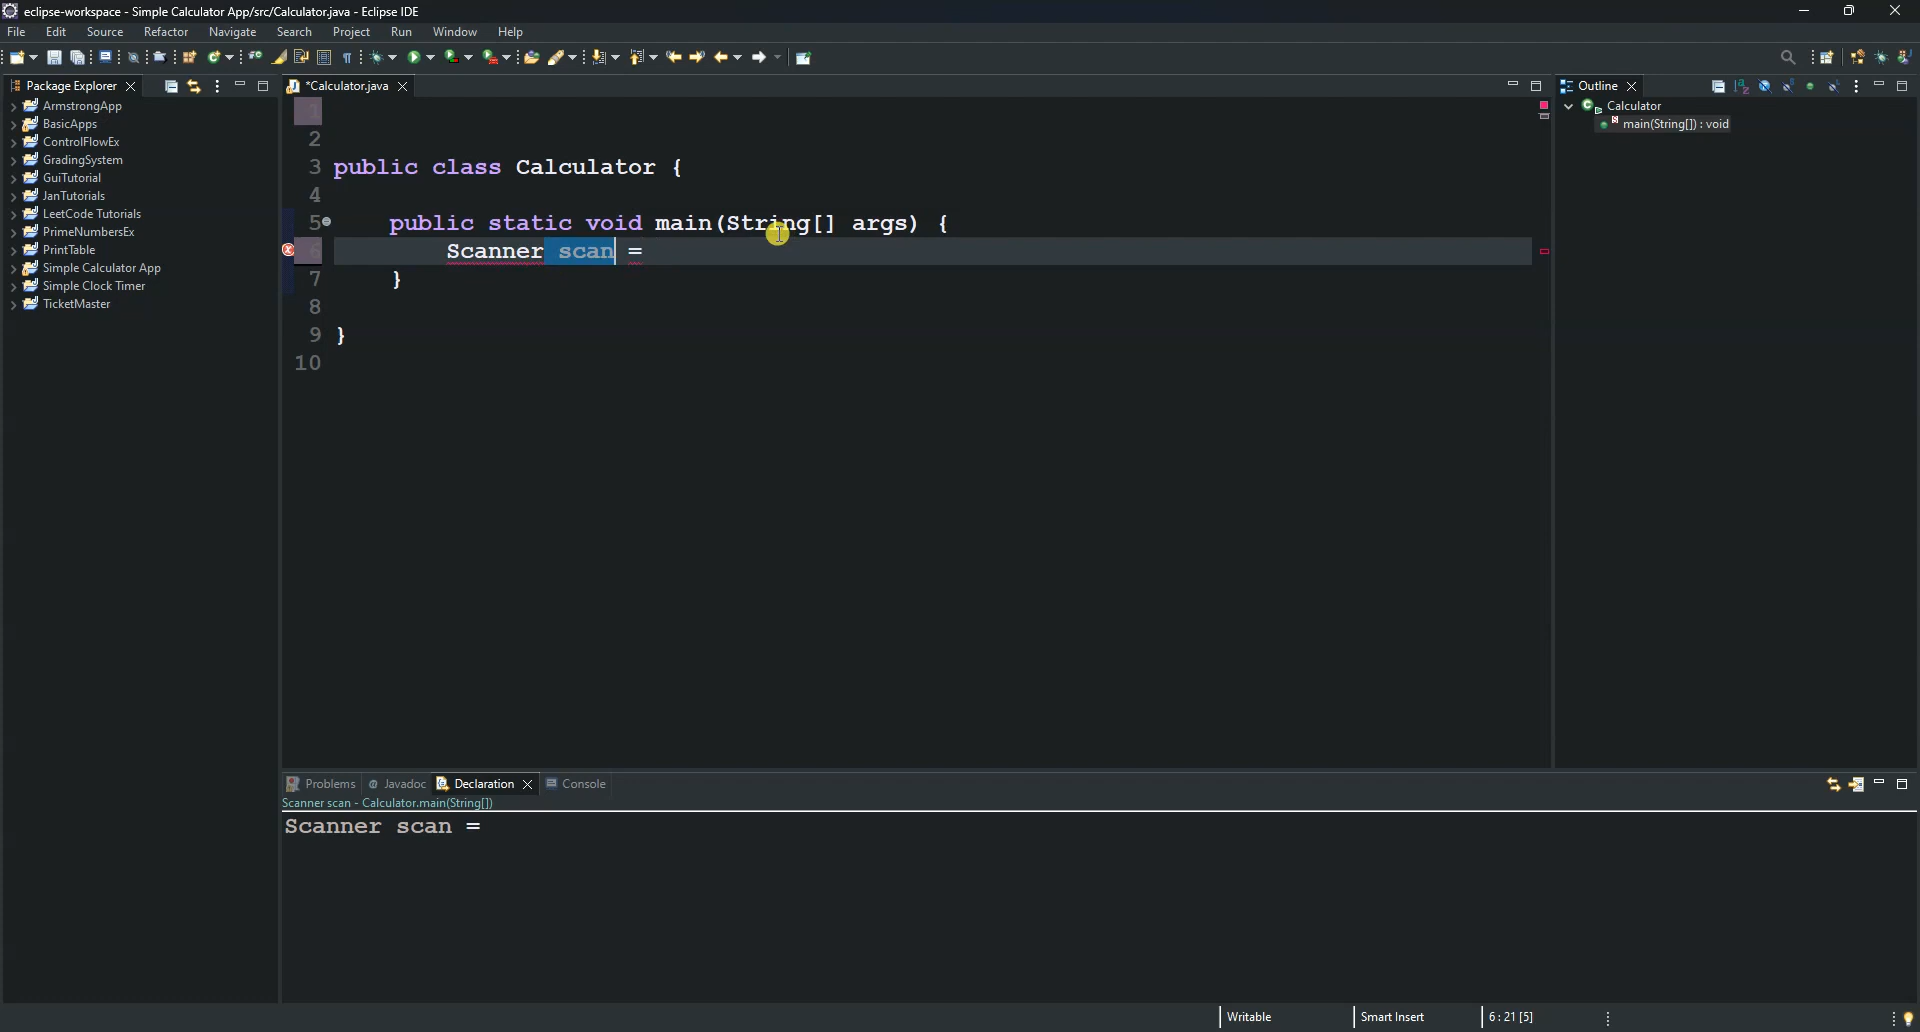 eclipse-workspace - Simple Calculator App/src/Calculator.java - Eclipse IDE
File Edit Source Refactor Navigate Search Project Run Window Help
Package Explorer
*Calculator.java
Outline
ArmstrongApp
BasicApps
ControlFlowEx
GradingSystem
GuiTutorial
JanTutorials
LeetCode Tutorials
PrimeNumbersEx
PrintTable
Simple Calculator App
Simple Clock Timer
TicketMaster
1
2
3 public class Calculator {
4
5 public static void main(String[] args) {
6 Scanner scan =
7 }
8
9 }
10
Calculator
main(String[]) : void
Problems Javadoc Declaration Console
Scanner scan - Calculator.main(String[])
Scanner scan =
Writable Smart Insert 6 : 21 [5]